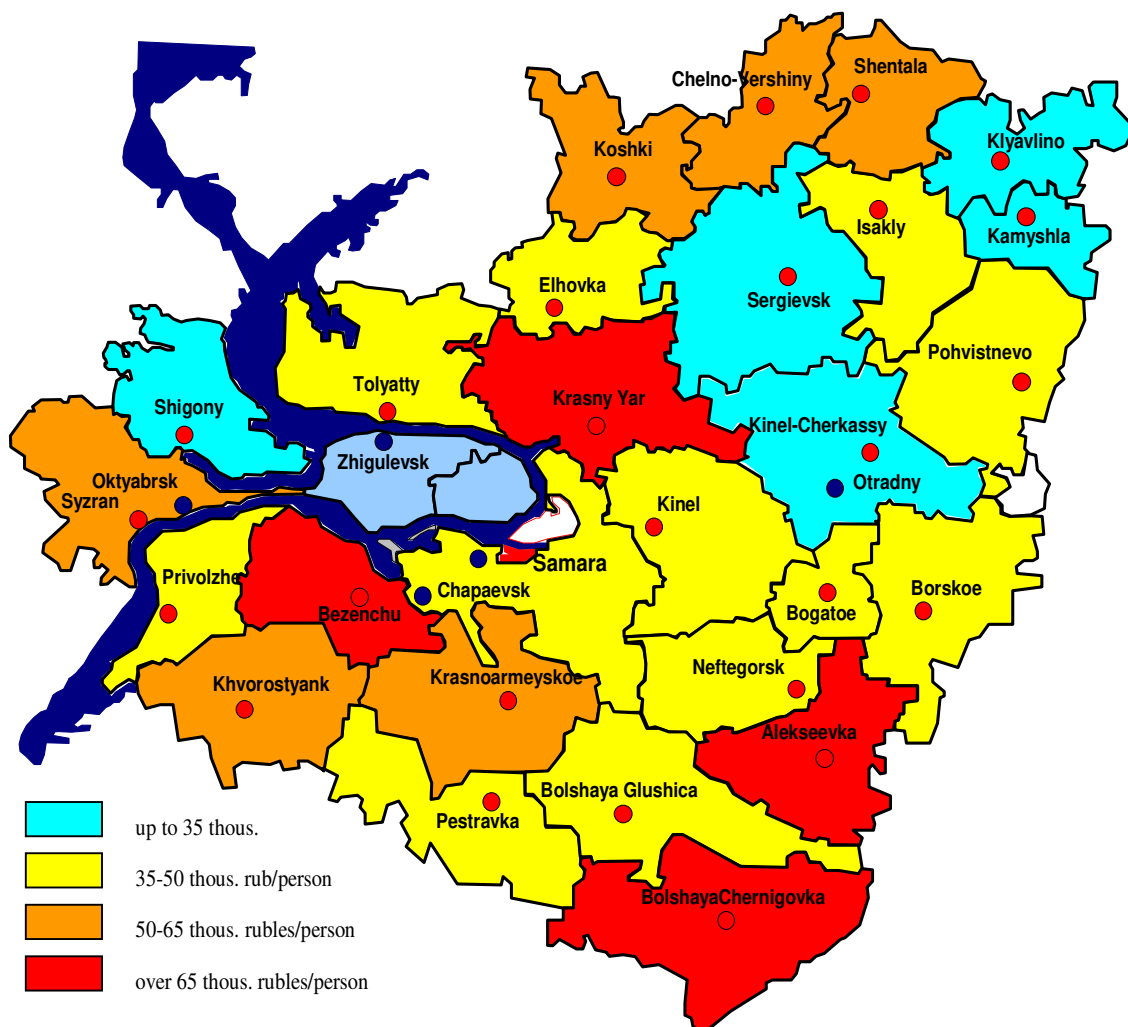 Chelno-Vershiny
Shentala
Klyavlino
Koshki
Isakly
Kamyshla
Elhovka
Sergievsk
Pohvistnevo
Tolyatty
Krasny Yar
Shigony
Kinel-Cherkassy
Zhigulevsk
Oktyabrsk
Otradny
Syzran
Kinel
Samara
Privolzhe
Chapaevsk
Borskoe
Bezenchu
Bogatoe
Neftegorsk
Khvorostyank
Krasnoarmeyskoe
Alekseevka
Bolshaya Glushica
Pestravka
BolshayaChernigovka
up to 35 thous.
35-50 thous. rub/person
50-65 thous. rubles/person
over 65 thous. rubles/person